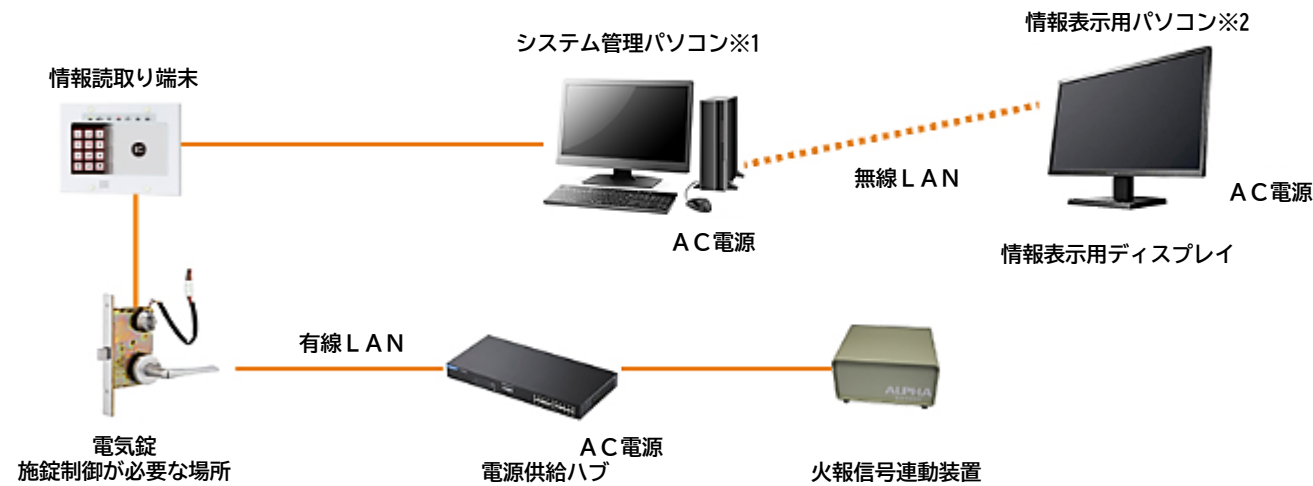 情報表示用パソコン※2
システム管理パソコン※1
情報読取り端末
無線ＬＡＮ
ＡＣ電源
ＡＣ電源
情報表示用ディスプレイ
有線ＬＡＮ
ALPHA
電気錠
施錠制御が必要な場所
ＡＣ電源
電源供給ハブ
火報信号連動装置